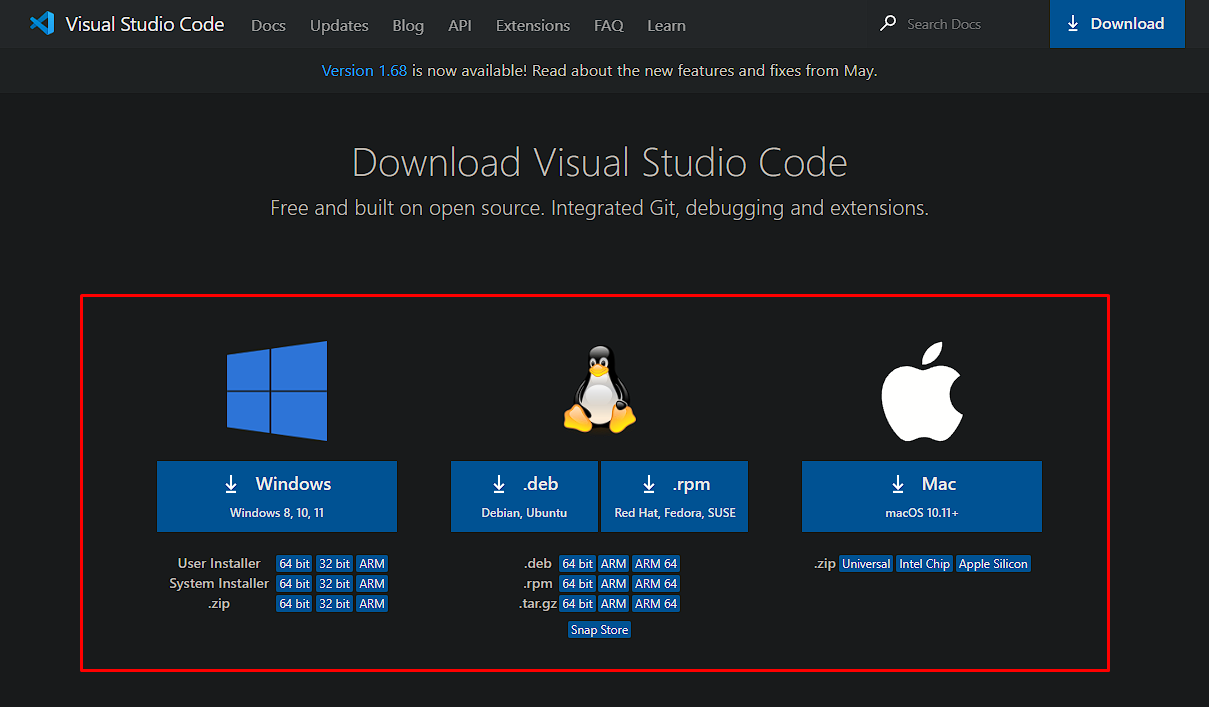 Visual Studio Code Docs Updates Blog API Extensions FAQ Learn Search Docs Download
Version 1.68 is now available! Read about the new features and fixes from May.
Download Visual Studio Code
Free and built on open source. Integrated Git, debugging and extensions.
Windows
Windows 8, 10, 11
User Installer 64 bit 32 bit ARM
System Installer 64 bit 32 bit ARM
.zip 64 bit 32 bit ARM
.deb
Debian, Ubuntu
.rpm
Red Hat, Fedora, SUSE
.deb 64 bit ARM ARM 64
.rpm 64 bit ARM ARM 64
.tar.gz 64 bit ARM ARM 64
Snap Store
Mac
macOS 10.11+
.zip Universal Intel Chip Apple Silicon